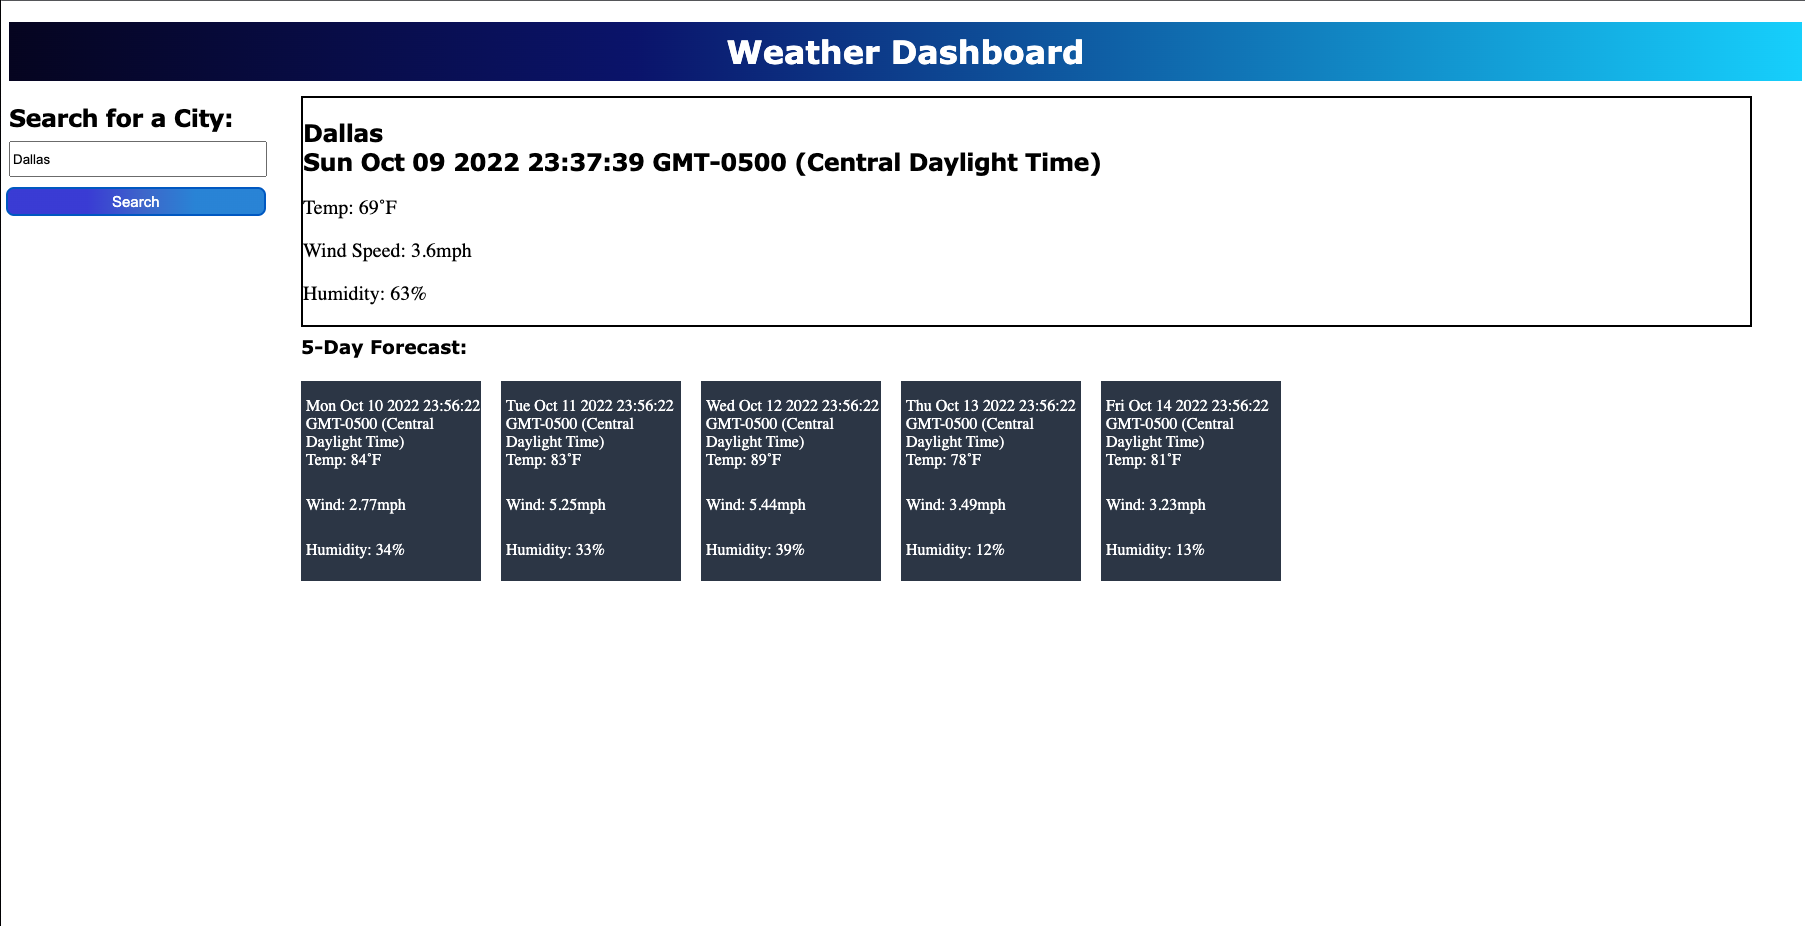 Weather Dashboard
Search for a City:
Dallas
Search
Dallas
Sun Oct 09 2022 23:37:39 GMT-0500 (Central Daylight Time)
Temp: 69˚F
Wind Speed: 3.6mph
Humidity: 63%
5-Day Forecast:
Mon Oct 10 2022 23:56:22
GMT-0500 (Central
Daylight Time)
Temp: 84˚F
Wind: 2.77mph
Humidity: 34%
Tue Oct 11 2022 23:56:22
GMT-0500 (Central
Daylight Time)
Temp: 83˚F
Wind: 5.25mph
Humidity: 33%
Wed Oct 12 2022 23:56:22
GMT-0500 (Central
Daylight Time)
Temp: 89˚F
Wind: 5.44mph
Humidity: 39%
Thu Oct 13 2022 23:56:22
GMT-0500 (Central
Daylight Time)
Temp: 78˚F
Wind: 3.49mph
Humidity: 12%
Fri Oct 14 2022 23:56:22
GMT-0500 (Central
Daylight Time)
Temp: 81˚F
Wind: 3.23mph
Humidity: 13%